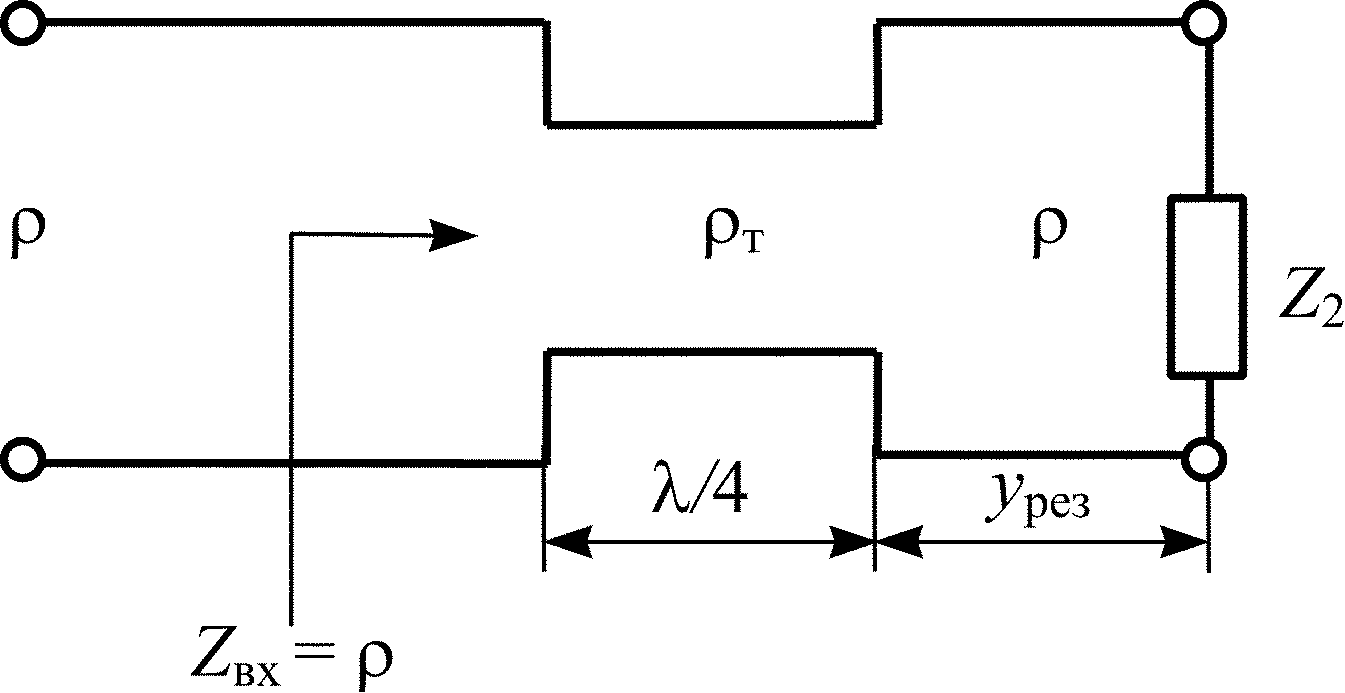 ρ ρт ρ
Z2
λ/4 yрез
Zвх = ρ